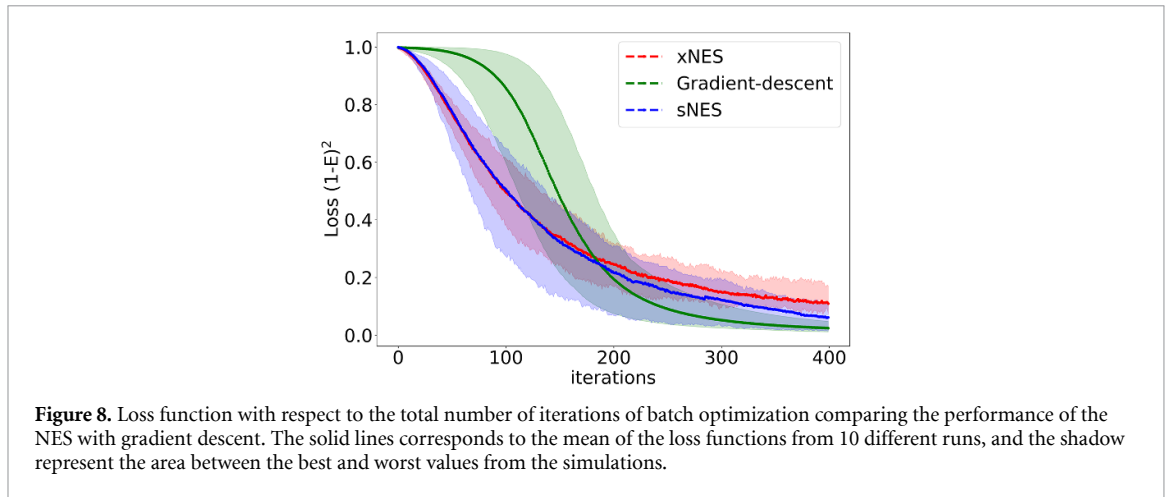 1.0
0.8
0.6
0.4
0.2
0.0
Loss (1-E)²
0
100
200
300
400
iterations
xNES
Gradient-descent
sNES
Figure 8. Loss function with respect to the total number of iterations of batch optimization comparing the performance of the
NES with gradient descent. The solid lines corresponds to the mean of the loss functions from 10 different runs, and the shadow
represent the area between the best and worst values from the simulations.